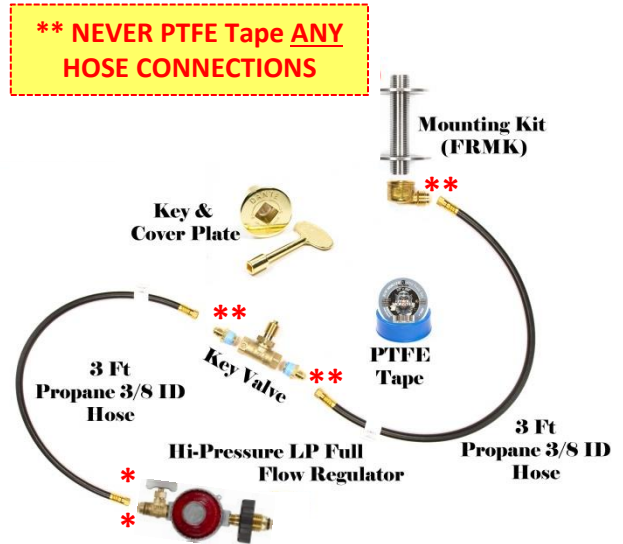 ** NEVER PTFE Tape ANY
HOSE CONNECTIONS
Mounting Kit
(FRMK)
**
Key &
Cover Plate
DANTE
**
PTFE
Tape
Key Valve
**
3 Ft
Propane 3/8 ID
Hose
3 Ft
Propane 3/8 ID
Hose
Hi-Pressure LP Full
Flow Regulator
*
*